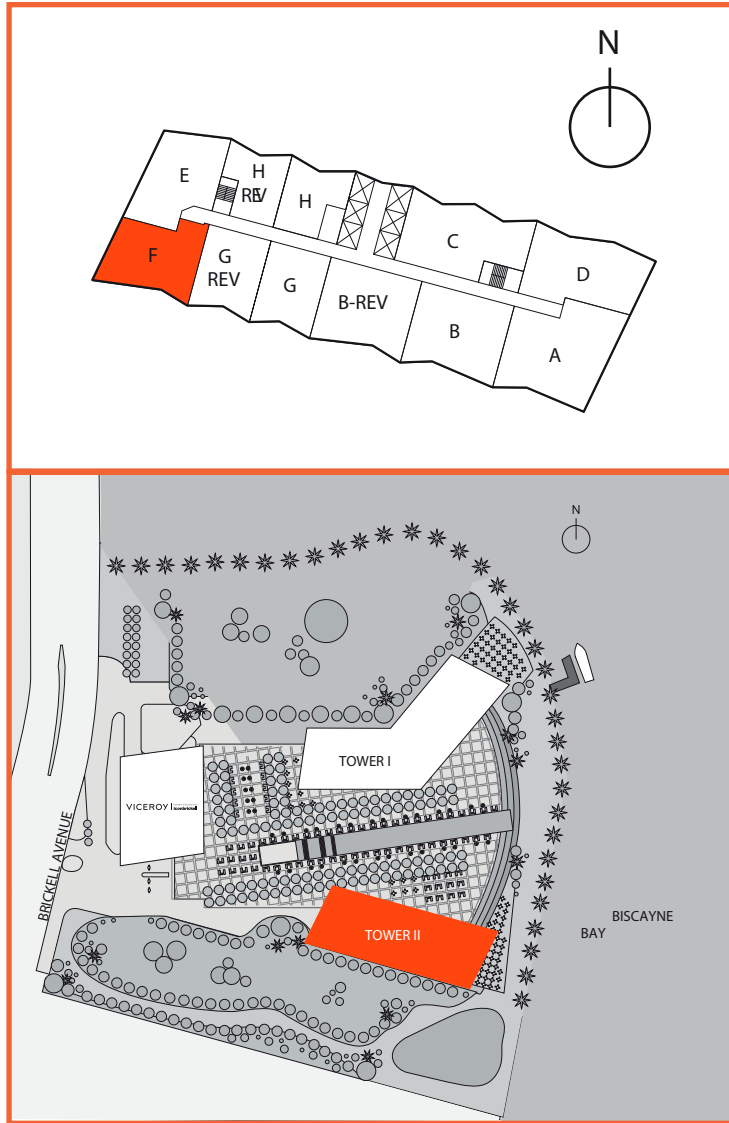 N
E
H
REV
H
C
D
F
G
REV
G
B-REV
B
A
N
TOWER I
VICEROY
BRICKELL AVENUE
TOWER II
BISCAYNE
BAY